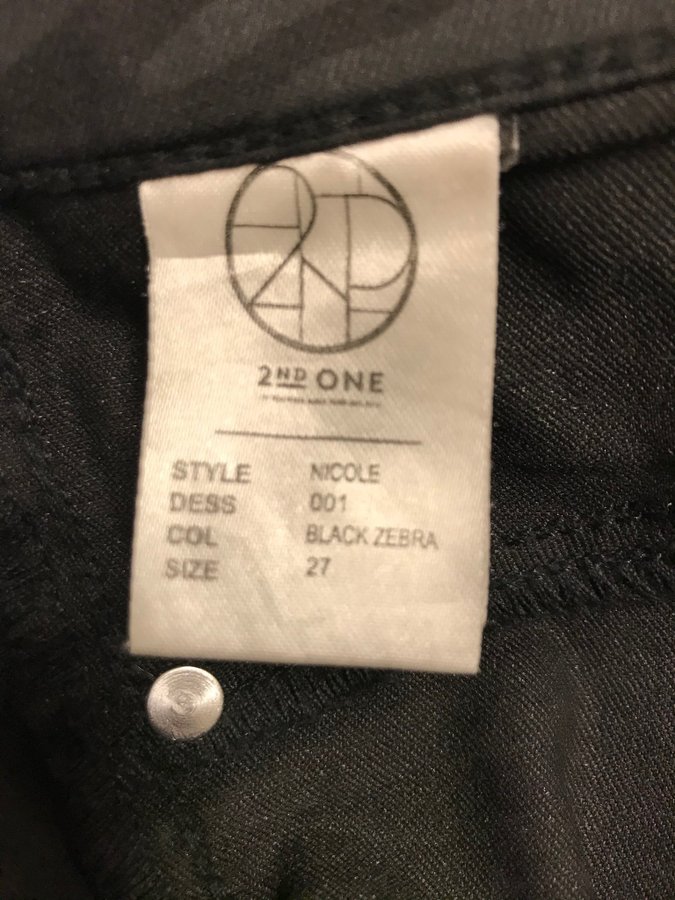 2ND ONE
STYLE NICOLE
DESS 001
COL BLACK ZEBRA
SIZE 27